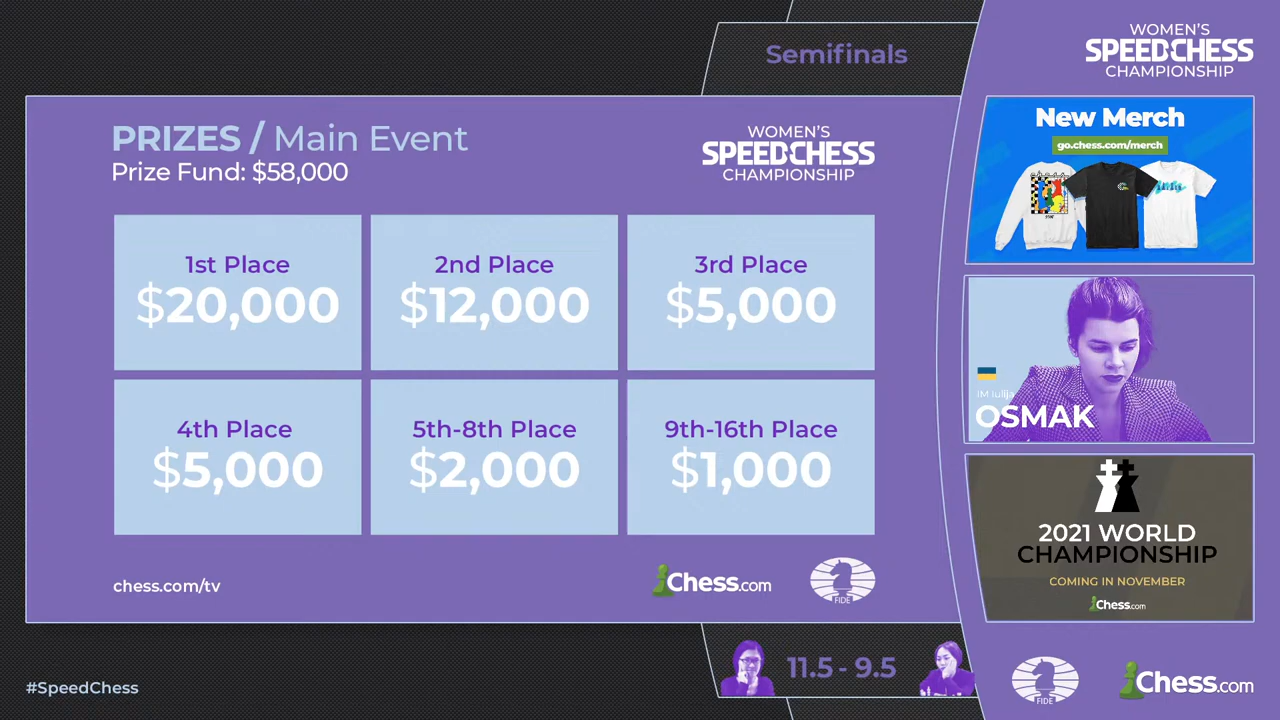 Semifinals
WOMEN'S
SPEEDCHESS
CHAMPIONSHIP
PRIZES / Main Event
Prize Fund: $58,000
WOMEN'S
SPEEDCHESS
CHAMPIONSHIP
1st Place
$20,000
2nd Place
$12,000
3rd Place
$5,000
4th Place
$5,000
5th-8th Place
$2,000
9th-16th Place
$1,000
chess.com/tv
Chess.com
FIDE
New Merch
go.chess.com/merch
IM Iulija
OSMAK
2021 WORLD
CHAMPIONSHIP
COMING IN NOVEMBER
Chess.com
#SpeedChess
11.5 - 9.5
FIDE
Chess.com